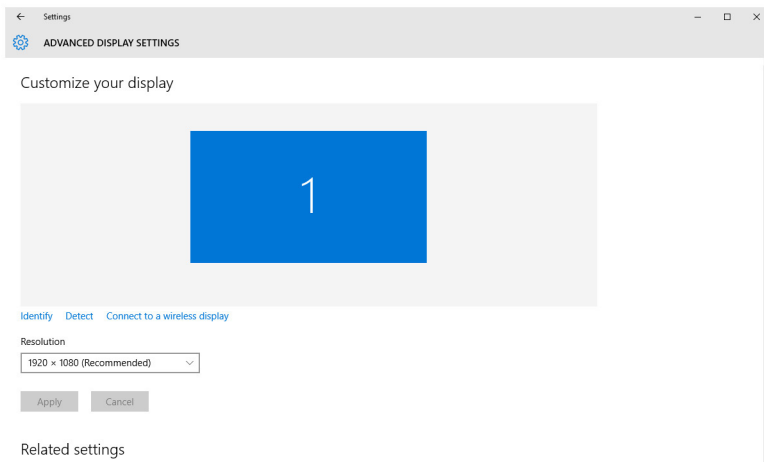 Settings
ADVANCED DISPLAY SETTINGS
Customize your display
1
Identify Detect Connect to a wireless display
Resolution
1920 × 1080 (Recommended)
Apply Cancel
Related settings